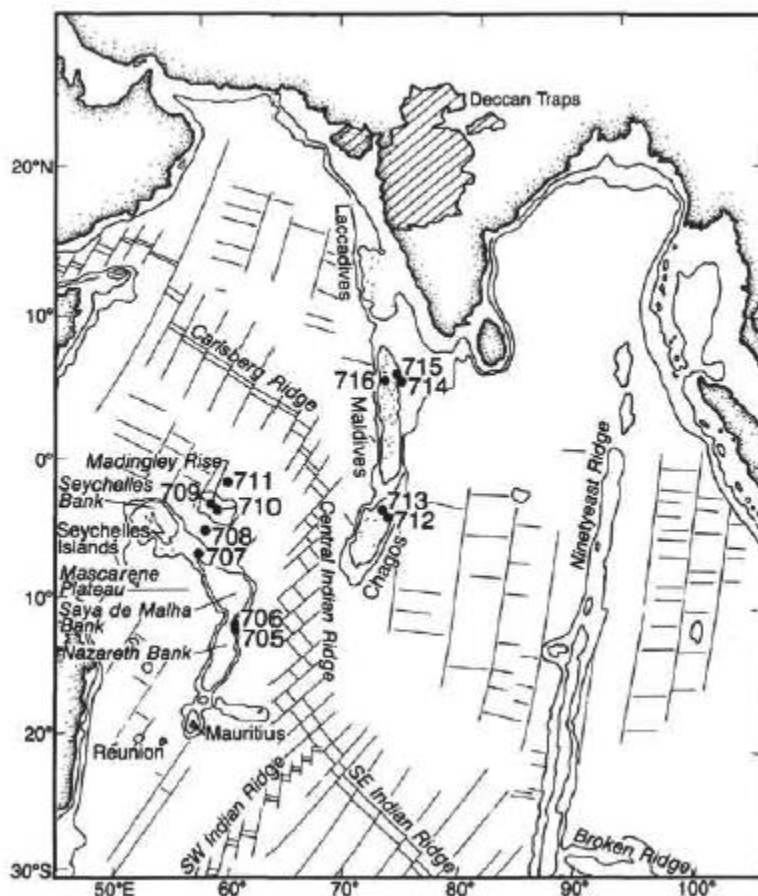 Deccan Traps
20°N
Laccadives
10°
Carlsberg Ridge
715
716
714
Maldives
0°
Madingley Rise
711
Seychelles
Bank
709
710
Seychelles
Islands
708
707
713
712
Chagos
Central Indian Ridge
Ninetyeast Ridge
Mascarene
Plateau
10°
Saya de Malha
Bank
706
705
Nazareth Bank
Mauritius
20°
Réunion
SW Indian Ridge
SE Indian Ridge
Broken Ridge
30°S
50°E
60°
70°
80°
90°
100°